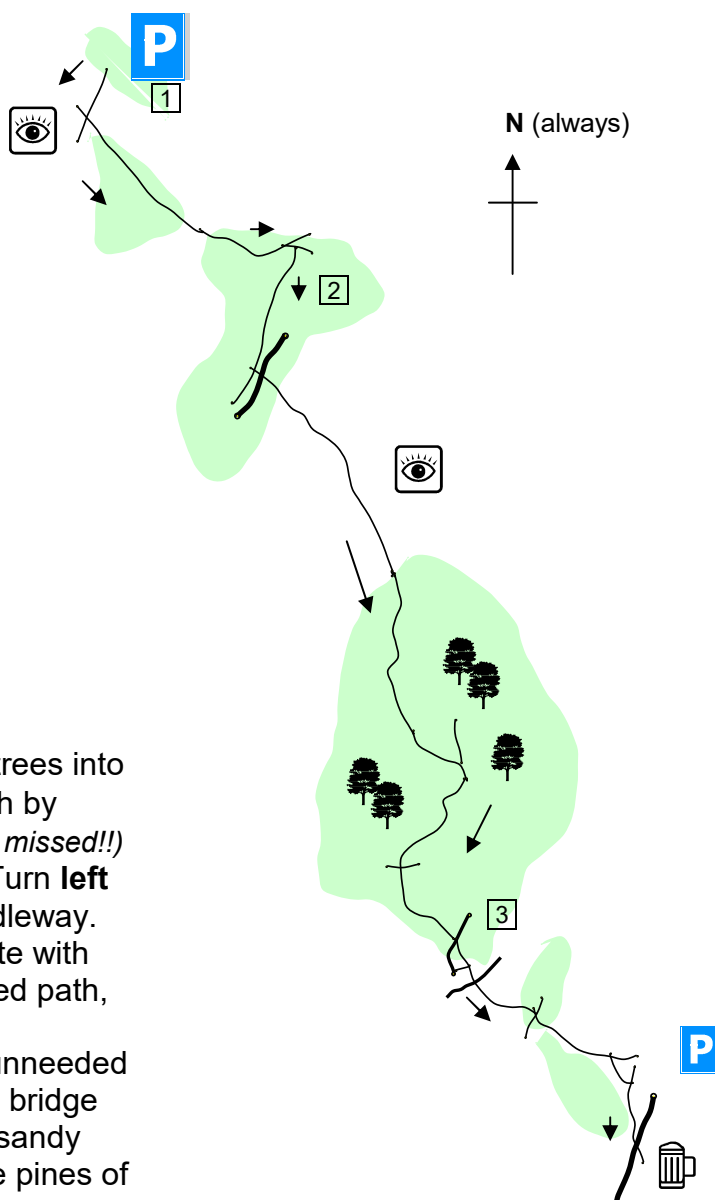 P
1
N (always)
2
trees into
h by
missed!!)
Turn left
dleway.
te with
3
ed path,
unneeded
P
bridge
sandy
e pines of